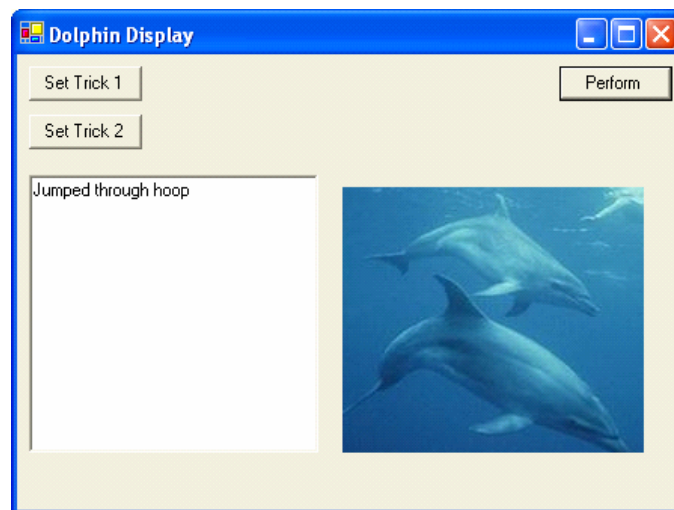 Dolphin Display
Set Trick 1
Perform
Set Trick 2
Jumped through hoop